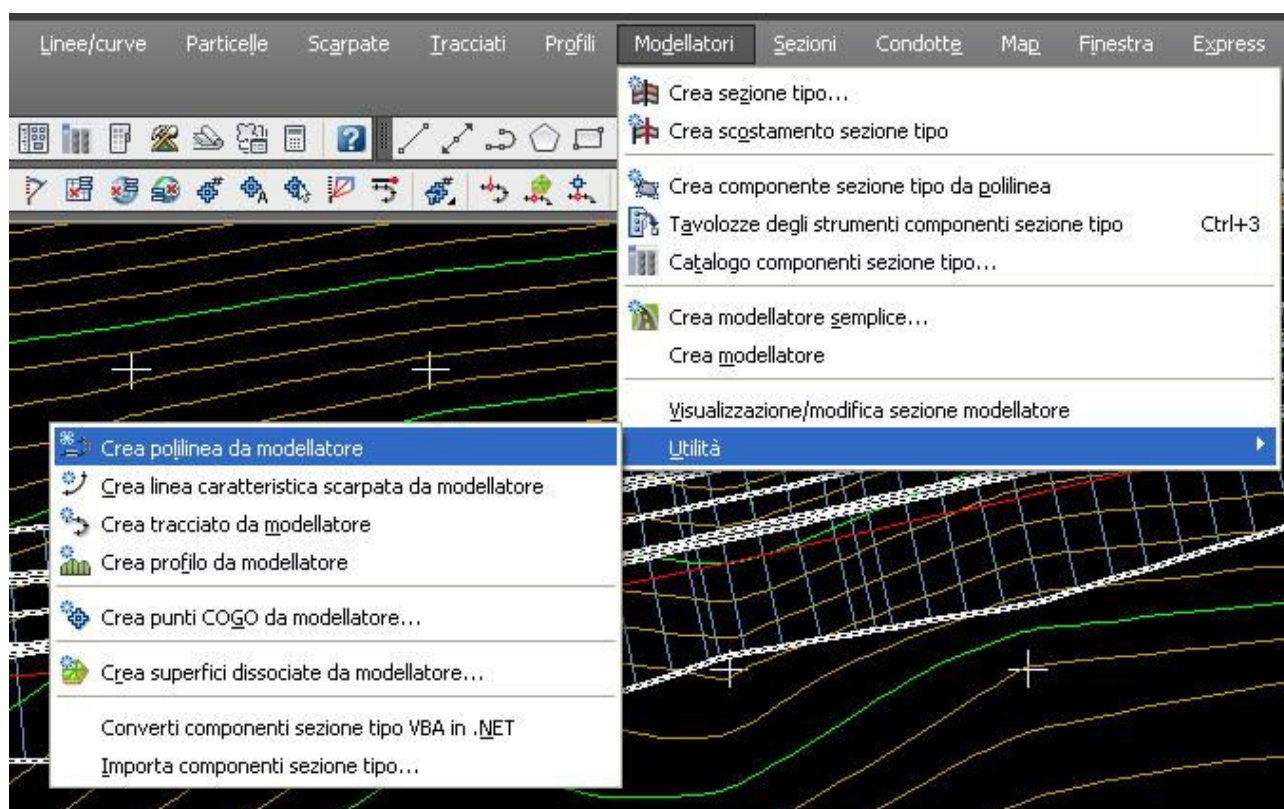 Linee/curve Particelle Scarpate Tracciati Profili Modellatori Sezioni Condotte Map Finestra Express
Crea sezione tipo...
Crea scostamento sezione tipo
Crea componente sezione tipo da polilinea
Tavolozze degli strumenti componenti sezione tipo Ctrl+3
Catalogo componenti sezione tipo...
Crea modellatore semplice...
Crea modellatore
Visualizzazione/modifica sezione modellatore
Utilità
Crea polilinea da modellatore
Crea linea caratteristica scarpata da modellatore
Crea tracciato da modellatore
Crea profilo da modellatore
Crea punti COGO da modellatore...
Crea superfici dissociate da modellatore...
Converti componenti sezione tipo VBA in .NET
Importa componenti sezione tipo...